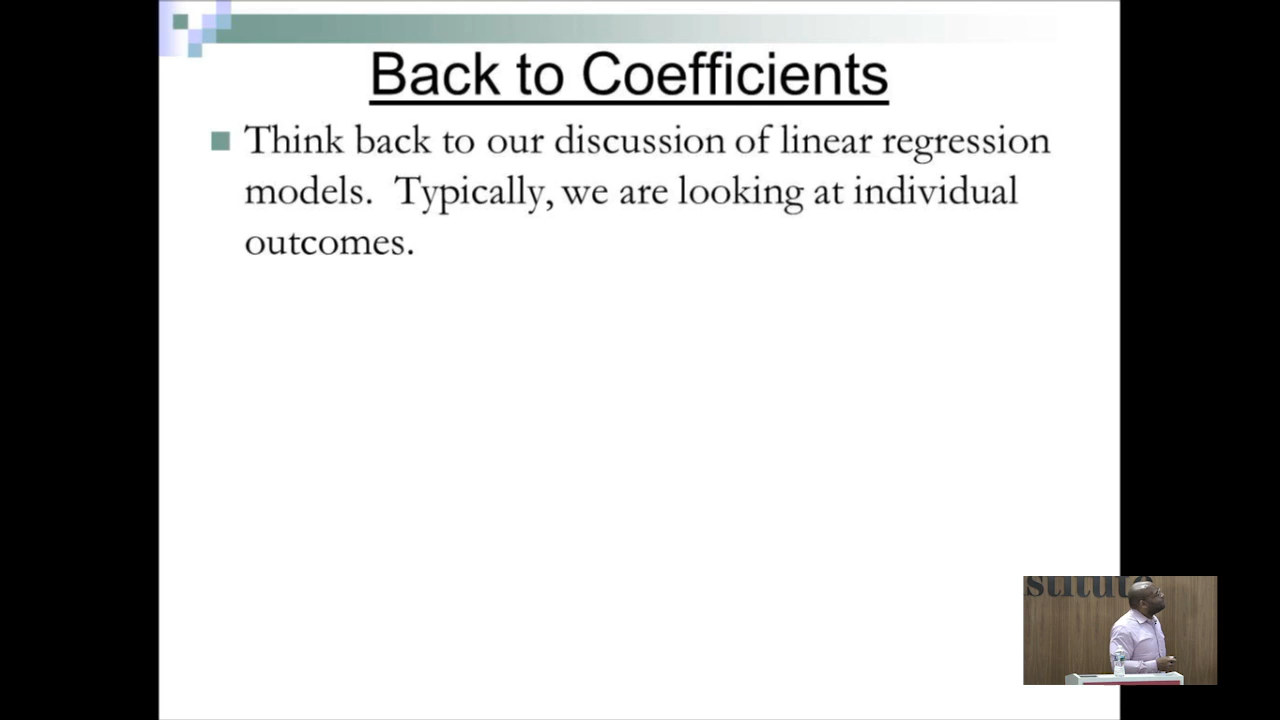 Back to Coefficients
Think back to our discussion of linear regression
models. Typically, we are looking at individual
outcomes.